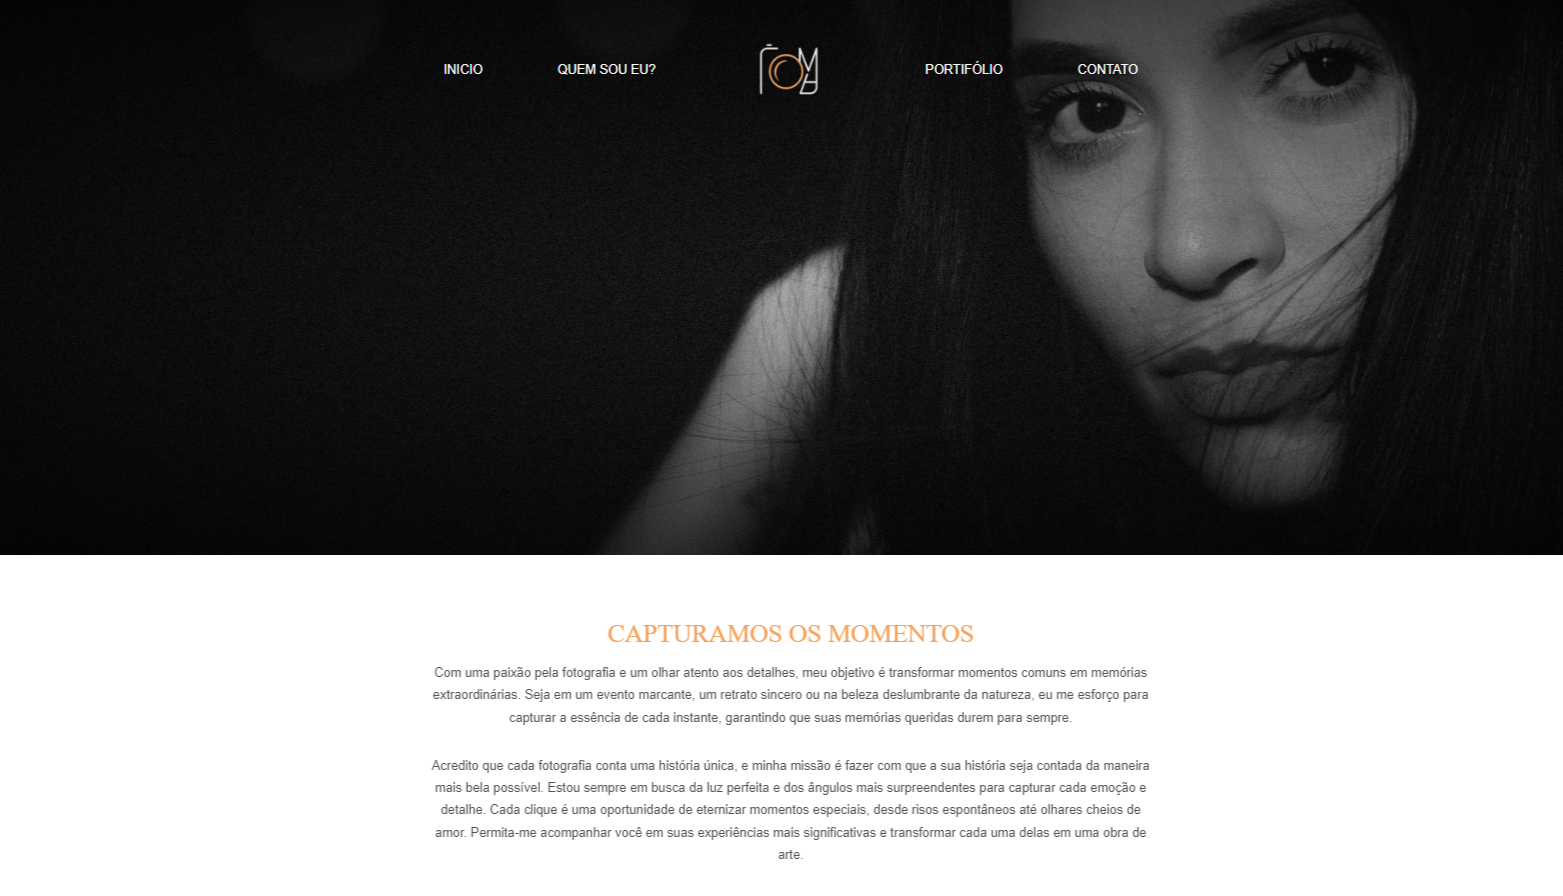 INICIO QUEM SOU EU? PORTIFÓLIO CONTATO
CAPTURAMOS OS MOMENTOS
Com uma paixão pela fotografia e um olhar atento aos detalhes, meu objetivo é transformar momentos comuns em memórias
extraordinárias. Seja em um evento marcante, um retrato sincero ou na beleza deslumbrante da natureza, eu me esforço para
capturar a essência de cada instante, garantindo que suas memórias queridas durem para sempre.
Acredito que cada fotografia conta uma história única, e minha missão é fazer com que a sua história seja contada da maneira
mais bela possível. Estou sempre em busca da luz perfeita e dos ângulos mais surpreendentes para capturar cada emoção e
detalhe. Cada clique é uma oportunidade de eternizar momentos especiais, desde risos espontâneos até olhares cheios de
amor. Permita-me acompanhar você em suas experiências mais significativas e transformar cada uma delas em uma obra de
arte.